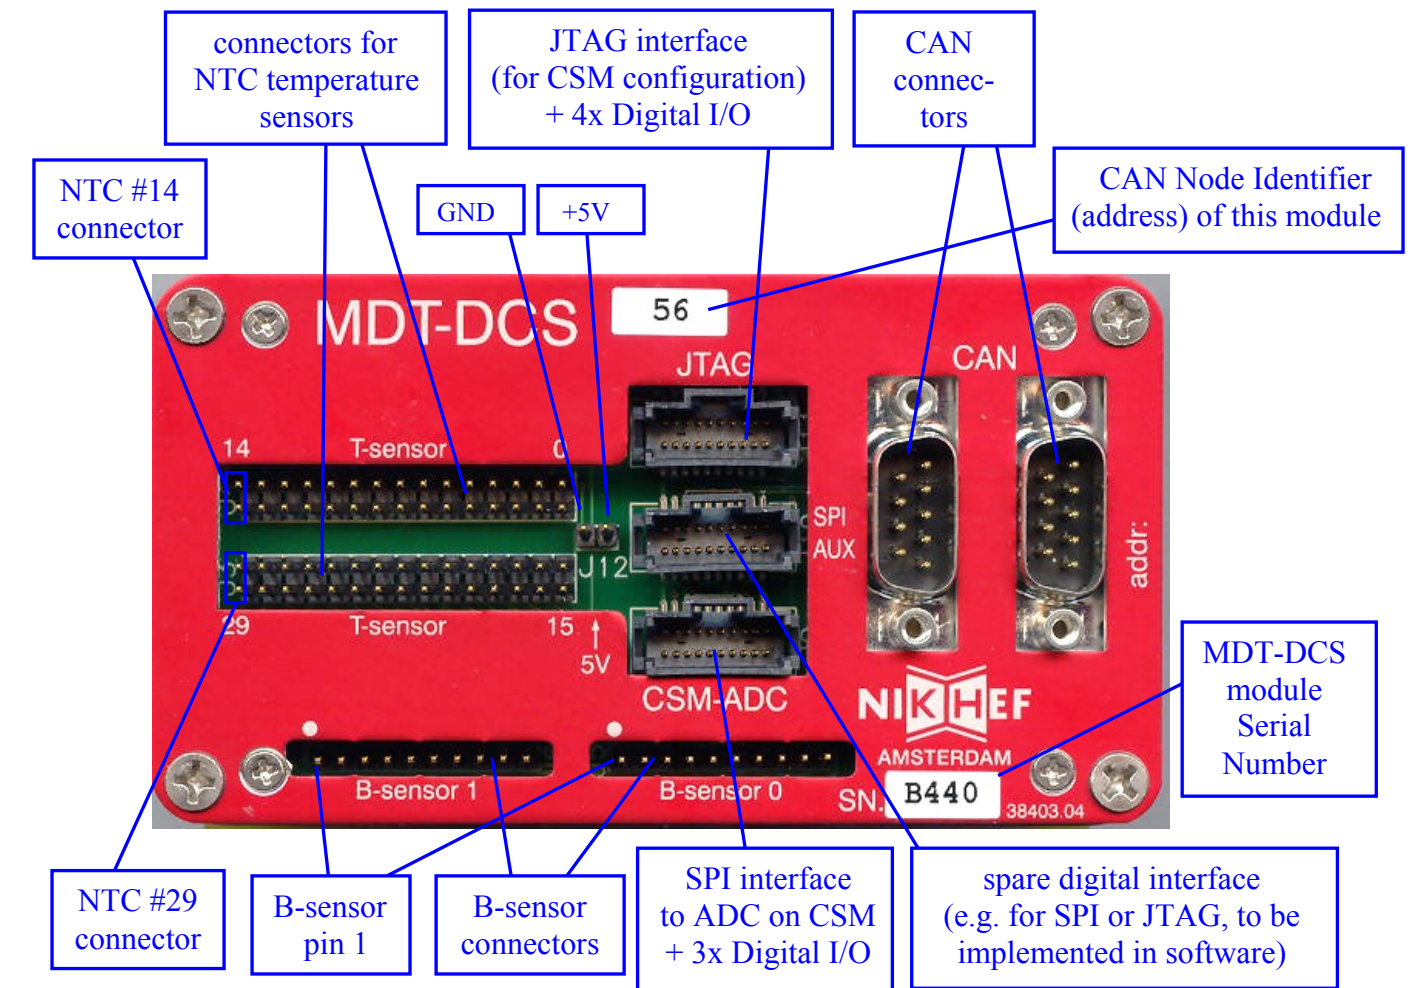 connectors for
NTC temperature
sensors
JTAG interface
(for CSM configuration)
+ 4x Digital I/O
CAN
connec-
tors
NTC #14
connector
GND
+5V
CAN Node Identifier
(address) of this module
MDT-DCS
56
JTAG
CAN
14
T-sensor
0
SPI
AUX
addr:
J12
29
T-sensor
15
5V
CSM-ADC
NIKHEF
AMSTERDAM
B-sensor 1
B-sensor 0
SN.
B440
38403.04
MDT-DCS
module
Serial
Number
NTC #29
connector
B-sensor
pin 1
B-sensor
connectors
SPI interface
to ADC on CSM
+ 3x Digital I/O
spare digital interface
(e.g. for SPI or JTAG, to be
implemented in software)